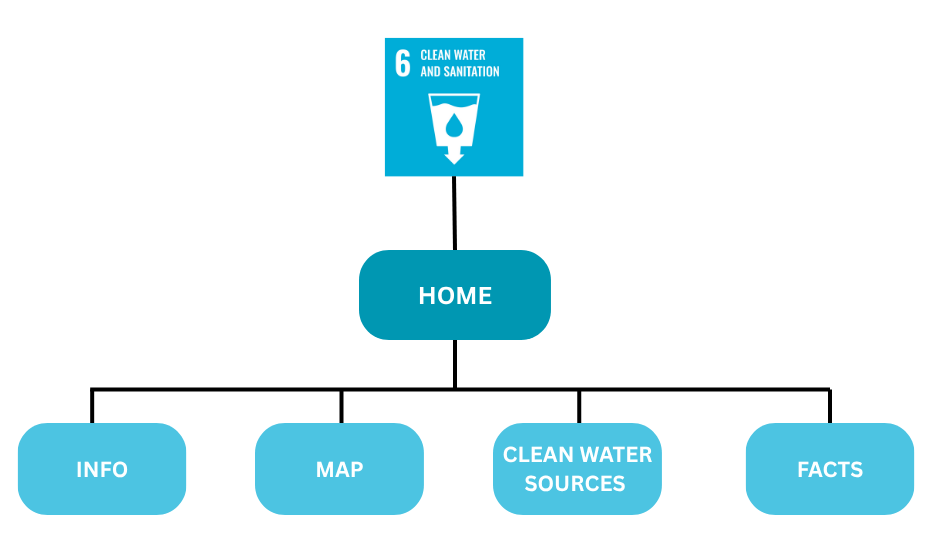 6 CLEAN WATER
AND SANITATION
HOME
INFO
MAP
CLEAN WATER
SOURCES
FACTS